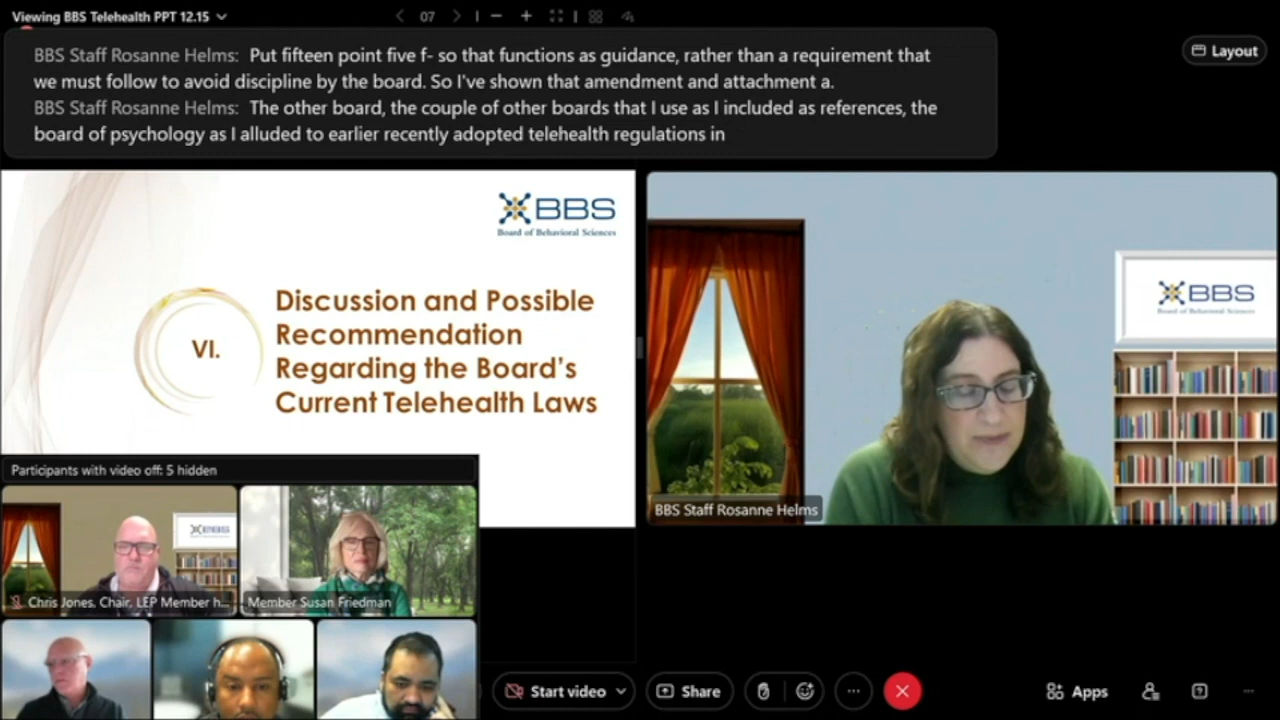 Viewing BBS Telehealth PPT 12.15
07
BBS Staff Rosanne Helms: Put fifteen point five f- so that functions as guidance, rather than a requirement that
we must follow to avoid discipline by the board. So I've shown that amendment and attachment a.
BBS Staff Rosanne Helms: The other board, the couple of other boards that I use as I included as references, the
board of psychology as I alluded to earlier recently adopted telehealth regulations in
Layout
BBS
Board of Behavioral Sciences
VI.
Discussion and Possible
Recommendation
Regarding the Board's
Current Telehealth Laws
BBS
Board of Behavioral Sciences
BBS Staff Rosanne Helms
Participants with video off: 5 hidden
BBS
Chris Jones, Chair, LEP Member h...
Member Susan Friedman
Start video
Share
Apps